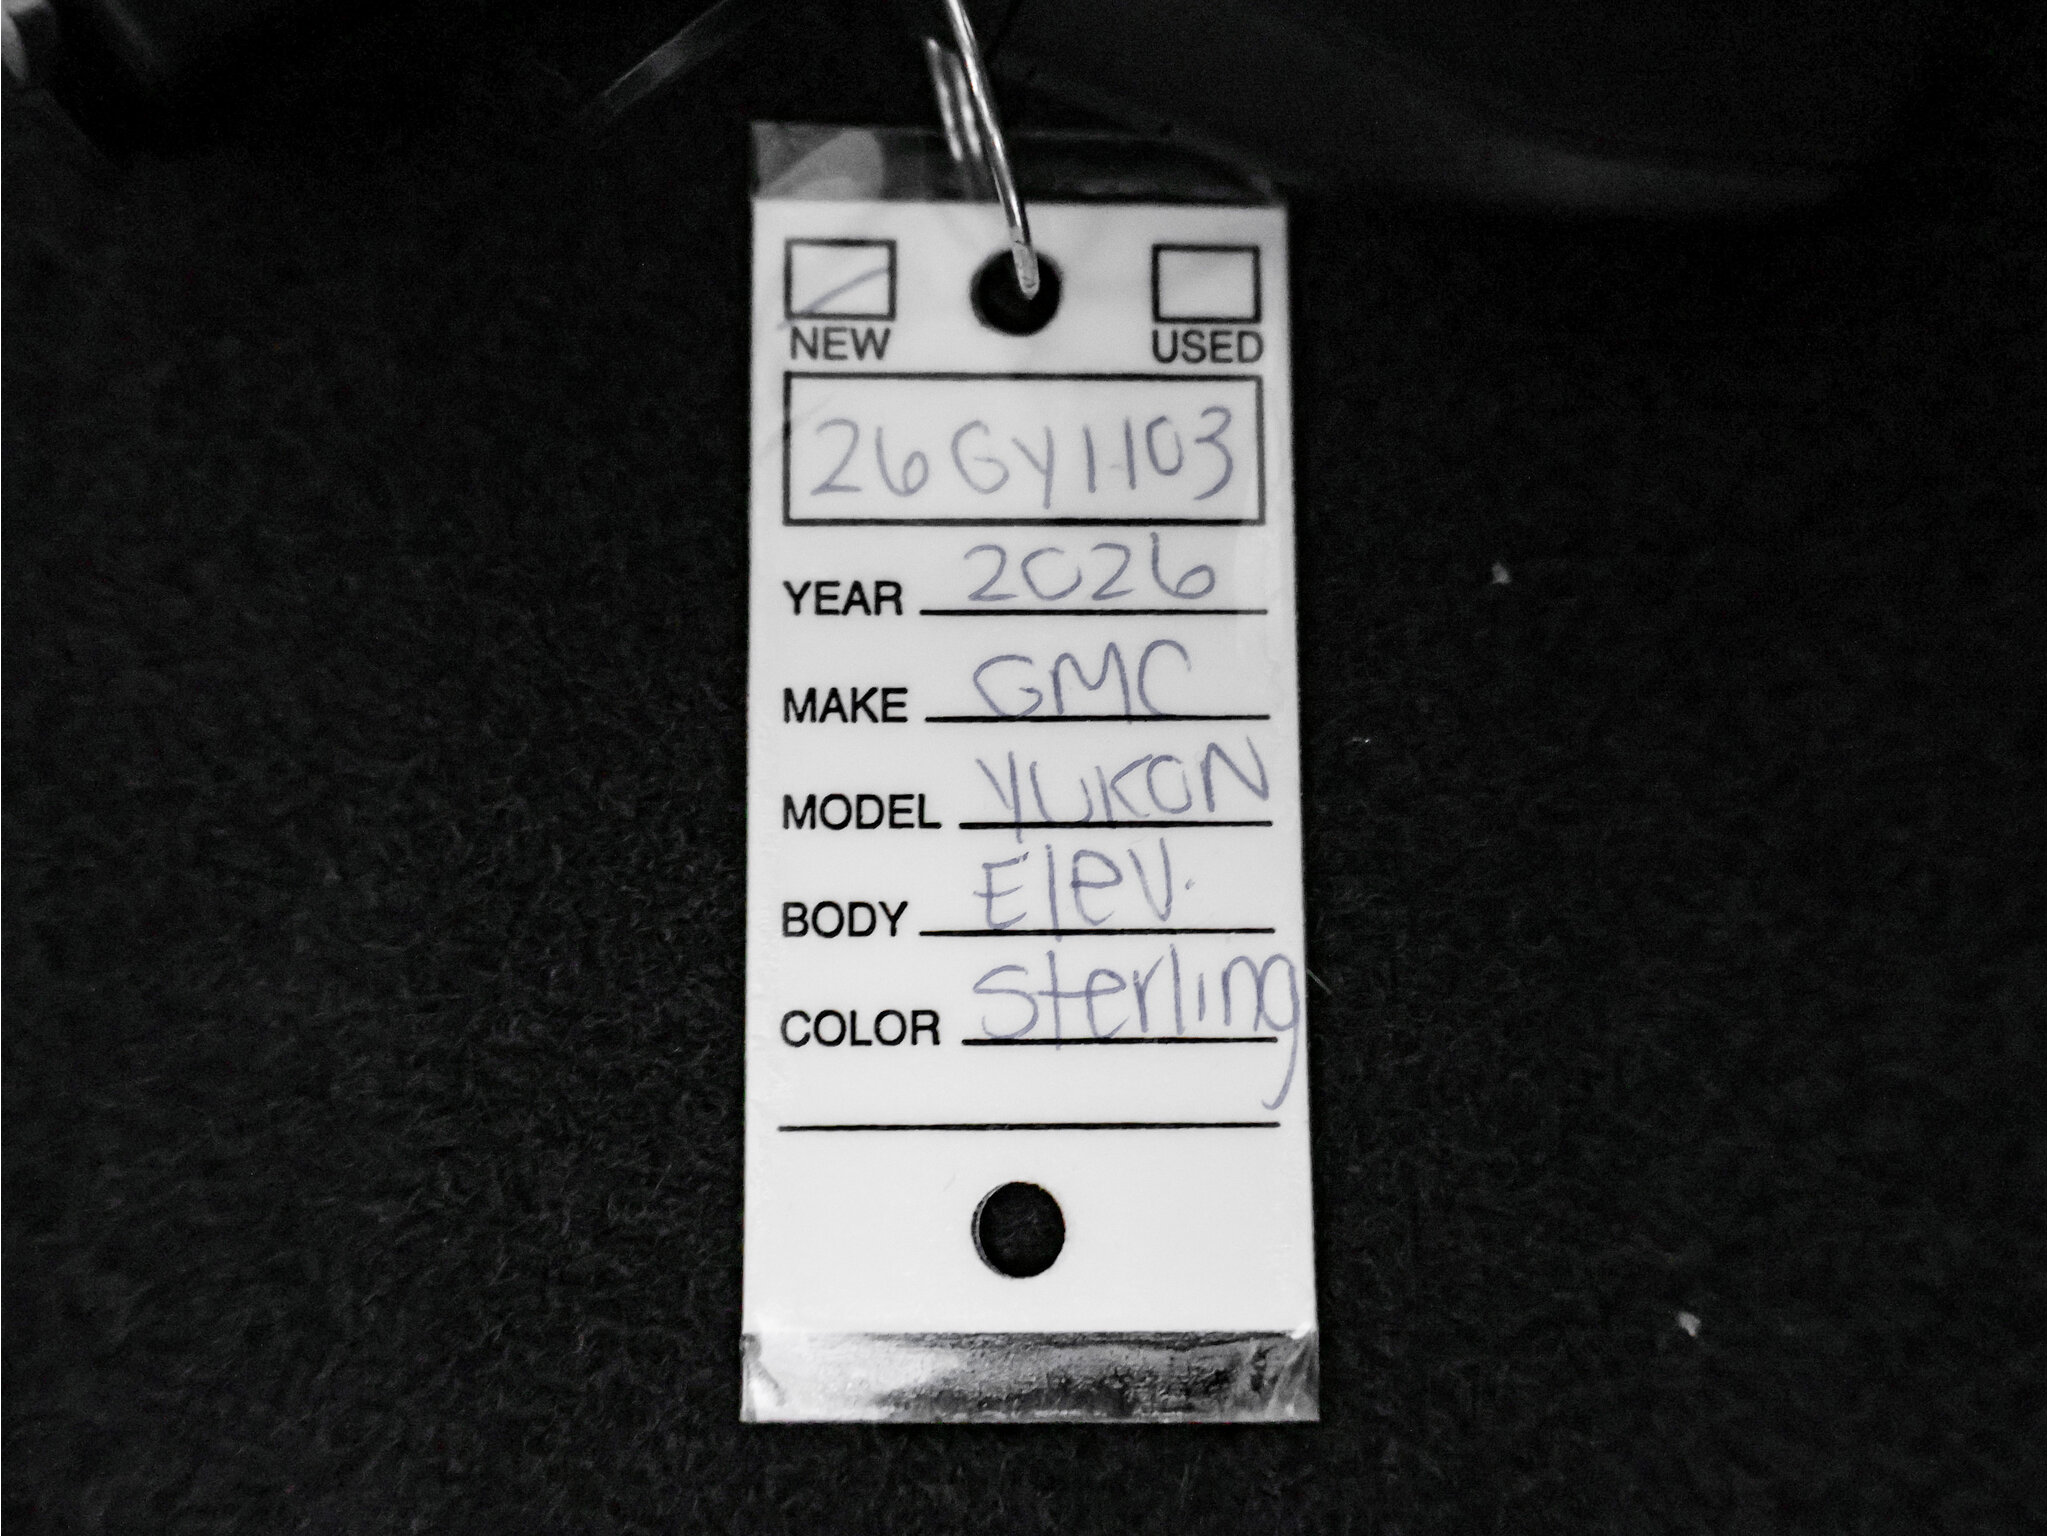 NEW USED
26GY1103
YEAR 2026
MAKE GMC
MODEL YUKON
BODY Elev.
COLOR Sterling